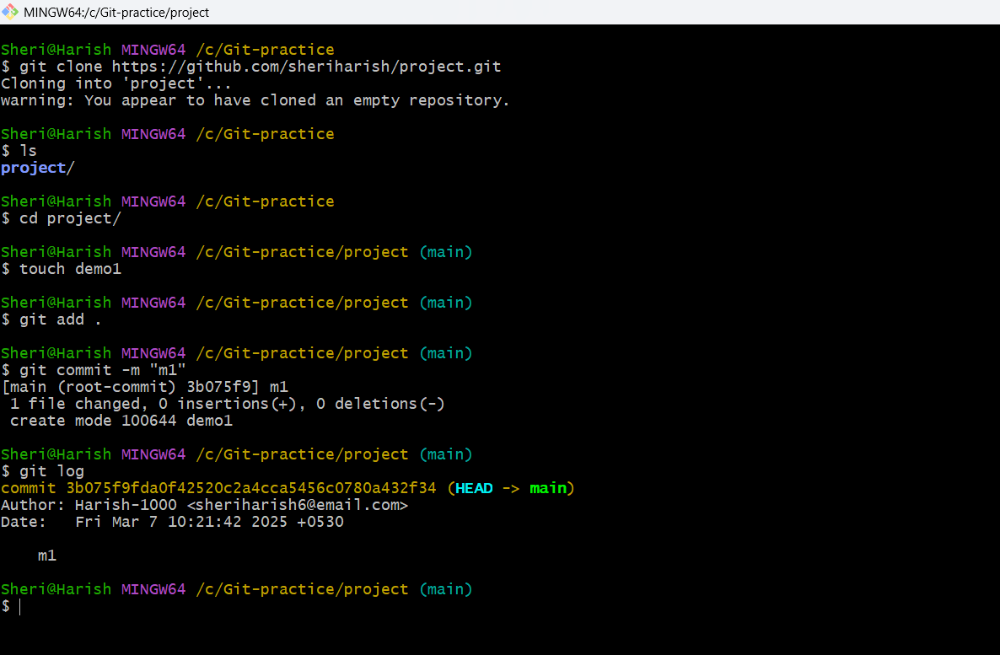 MINGW64:/c/Git-practice/project
Sheri@Harish MINGW64 /c/Git-practice
$ git clone https://github.com/sheriharish/project.git
Cloning into 'project'...
warning: You appear to have cloned an empty repository.
Sheri@Harish MINGW64 /c/Git-practice
$ ls
project/
Sheri@Harish MINGW64 /c/Git-practice
$ cd project/
Sheri@Harish MINGW64 /c/Git-practice/project (main)
$ touch demo1
Sheri@Harish MINGW64 /c/Git-practice/project (main)
$ git add .
Sheri@Harish MINGW64 /c/Git-practice/project (main)
$ git commit -m "m1"
[main (root-commit) 3b075f9] m1
 1 file changed, 0 insertions(+), 0 deletions(-)
 create mode 100644 demo1
Sheri@Harish MINGW64 /c/Git-practice/project (main)
$ git log
commit 3b075f9fda0f42520c2a4cca5456c0780a432f34 (HEAD -> main)
Author: Harish-1000 <sheriharish6@email.com>
Date:   Fri Mar 7 10:21:42 2025 +0530
    m1
Sheri@Harish MINGW64 /c/Git-practice/project (main)
$